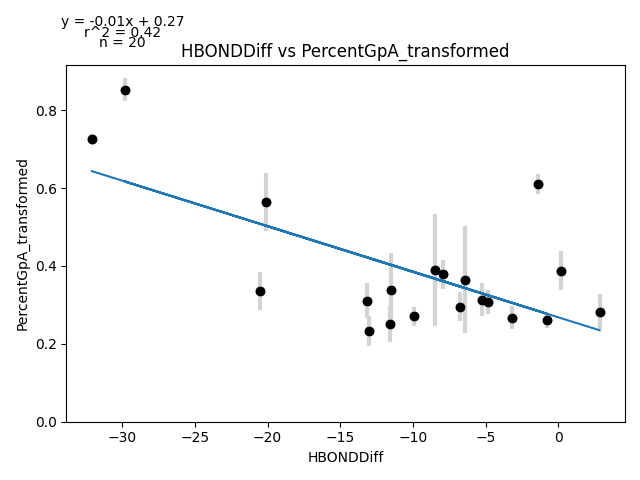 y = -0.01x + 0.27
r^2 = 0.42
n = 20
HBONDDiff vs PercentGpA_transformed
PercentGpA_transformed
0.8
0.6
0.4
0.2
0.0
−30
−25
−20
−15
−10
−5
0
HBONDDiff